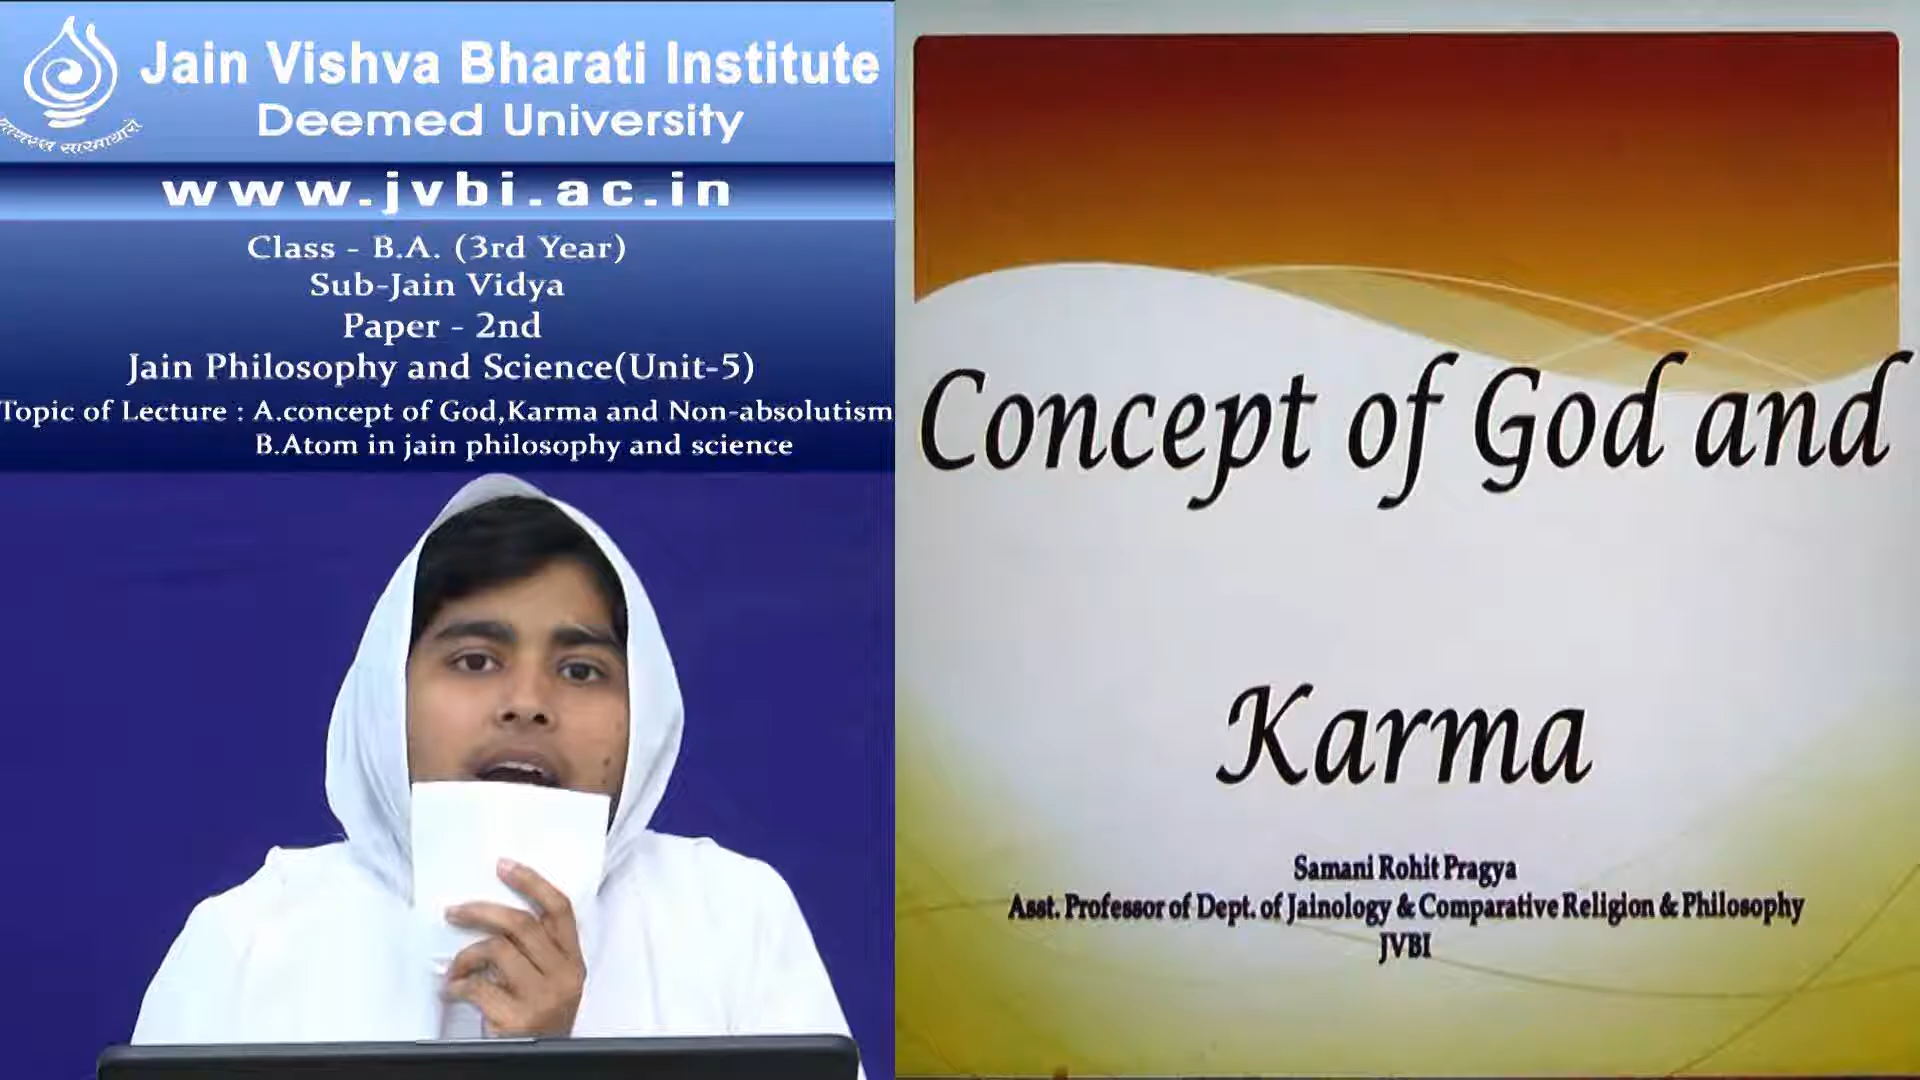 Jain Vishva Bharati Institute
Deemed University
www.jvbi.ac.in
Class - B.A. (3rd Year)
Sub-Jain Vidya
Paper - 2nd
Jain Philosophy and Science(Unit-5)
Topic of Lecture : A.concept of God,Karma and Non-absolutism
B.Atom in jain philosophy and science
Concept of God and
Karma
Samani Rohit Pragya
Asst. Professor of Dept. of Jainology & Comparative Religion & Philosophy
JVBI